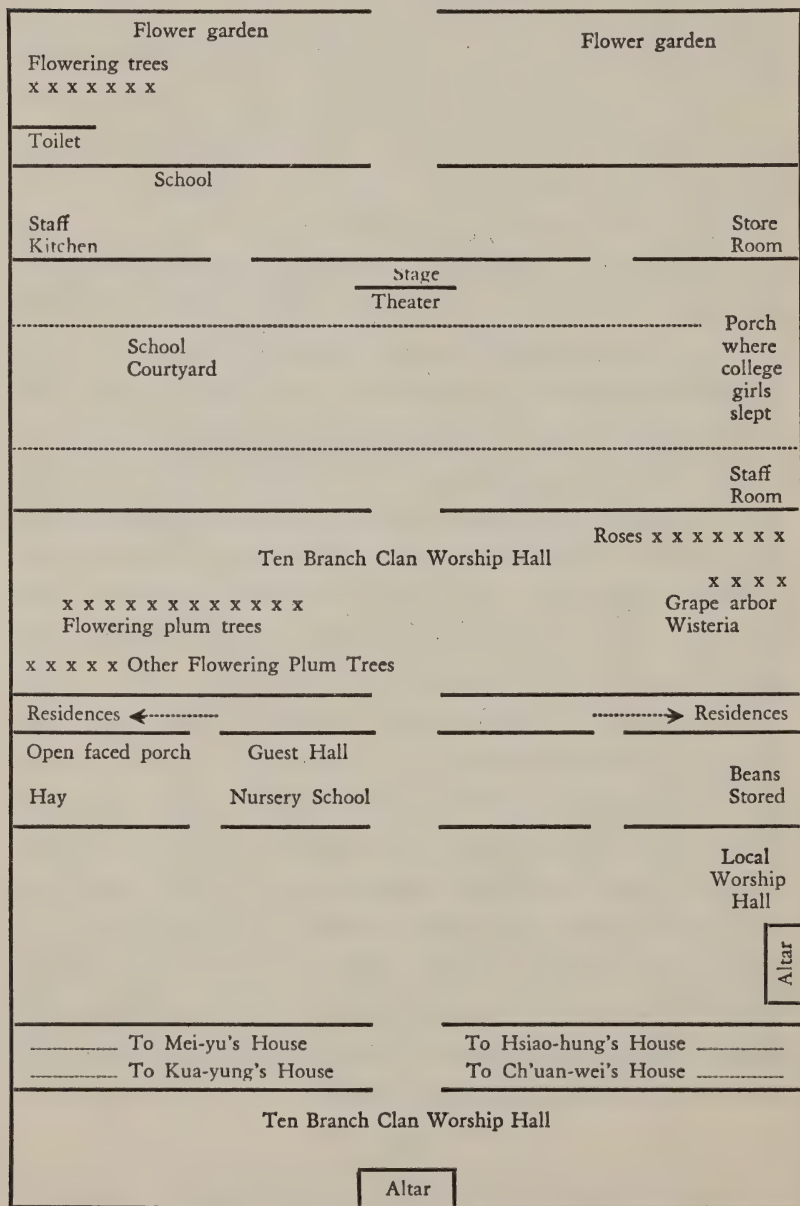 Flower garden
Flower garden
Flowering trees
x x x x x x x
Toilet
School
Staff
Kitchen
Store
Room
Stage
Theater
School
Courtyard
Porch
where
college
girls
slept
Staff
Room
Roses x x x x x x x
Ten Branch Clan Worship Hall
x x x x
Grape arbor
Wisteria
x x x x x x x x x x x x
Flowering plum trees
x x x x x Other Flowering Plum Trees
Residences
Residences
Open faced porch
Guest Hall
Hay
Nursery School
Beans
Stored
Local
Worship
Hall
Altar
To Mei-yu's House
To Hsiao-hung's House
To Kua-yung's House
To Ch'uan-wei's House
Ten Branch Clan Worship Hall
Altar